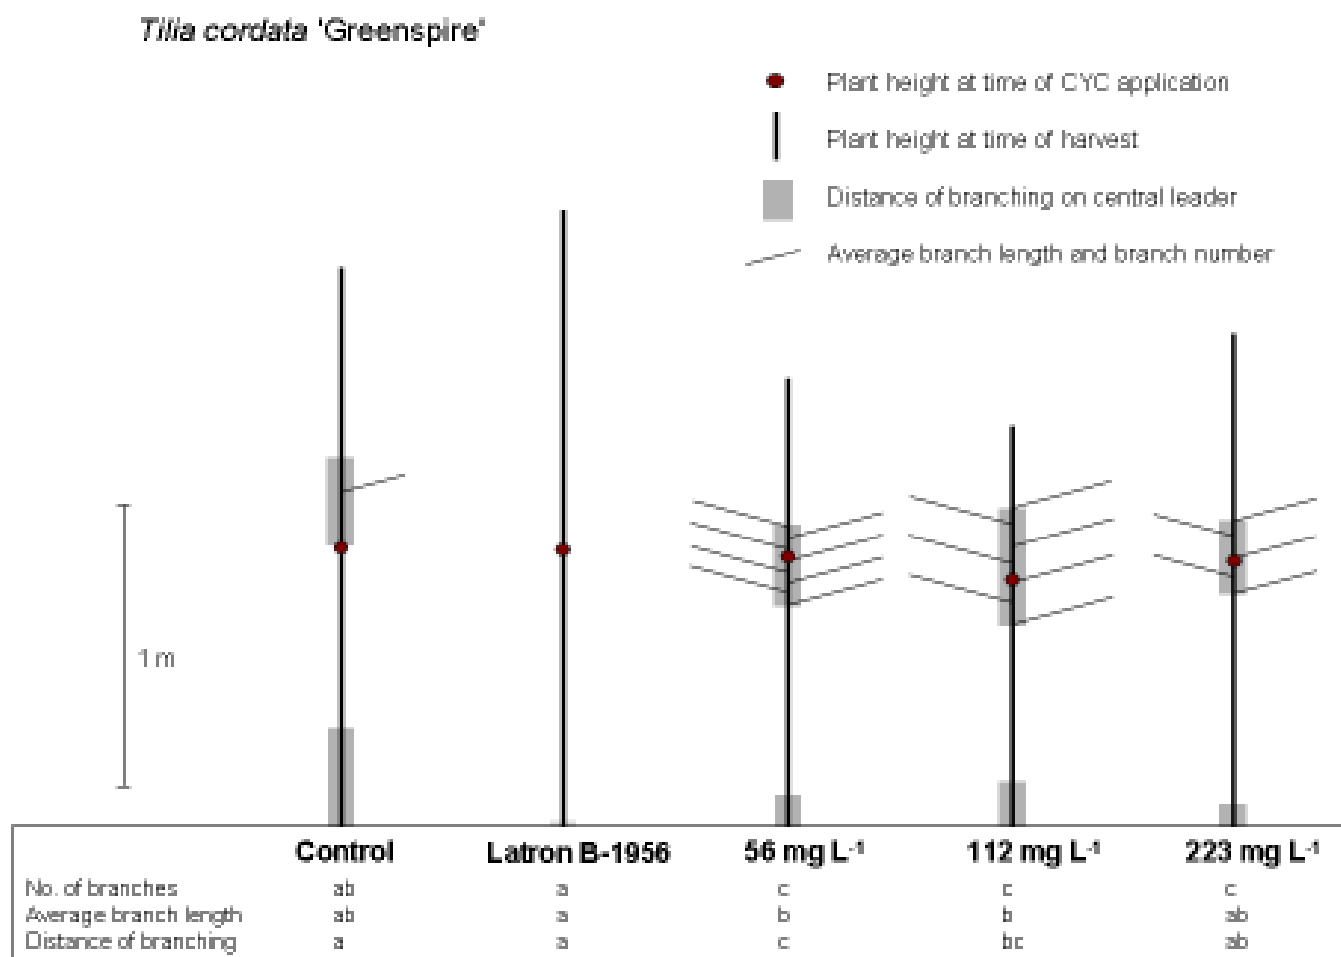 Tilia cordata 'Greenspire'
Plant height at time of CYC application
Plant height at time of harvest
Distance of branching on central leader
Average branch length and branch number
1 m
Control Latron B-1956 56 mg L⁻¹ 112 mg L⁻¹ 223 mg L⁻¹
No. of branches ab a c c c
Average branch length ab a b b ab
Distance of branching a a c bc ab